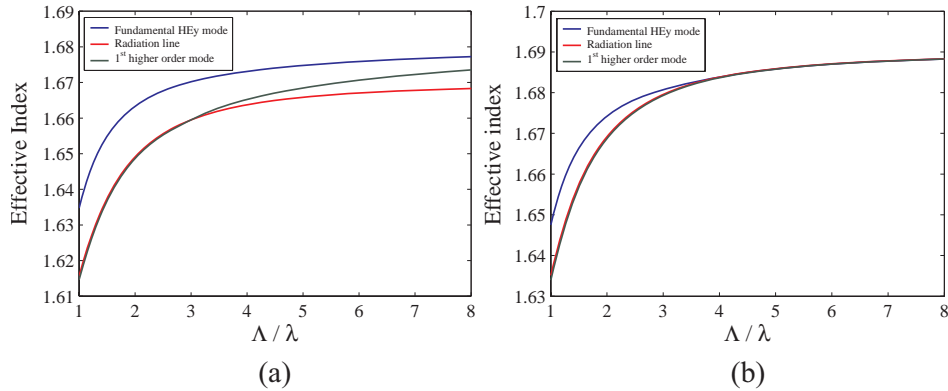 1.69
1.68
1.67
1.66
1.65
1.64
1.63
1.62
1.61
Effective Index
Fundamental HEy mode
Radiation line
1st higher order mode
1 2 3 4 5 6 7 8
Λ / λ
(a)
1.7
1.69
1.68
1.67
1.66
1.65
1.64
1.63
Effective index
Fundamental HEy mode
Radiation line
1st higher order mode
1 2 3 4 5 6 7 8
Λ / λ
(b)